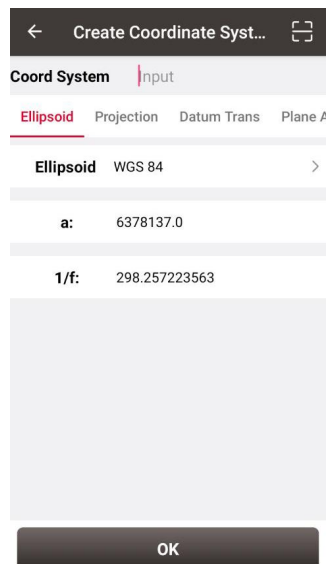 Create Coordinate Syst...
Coord System Input
Ellipsoid Projection Datum Trans Plane A
Ellipsoid WGS 84
a: 6378137.0
1/f: 298.257223563
OK